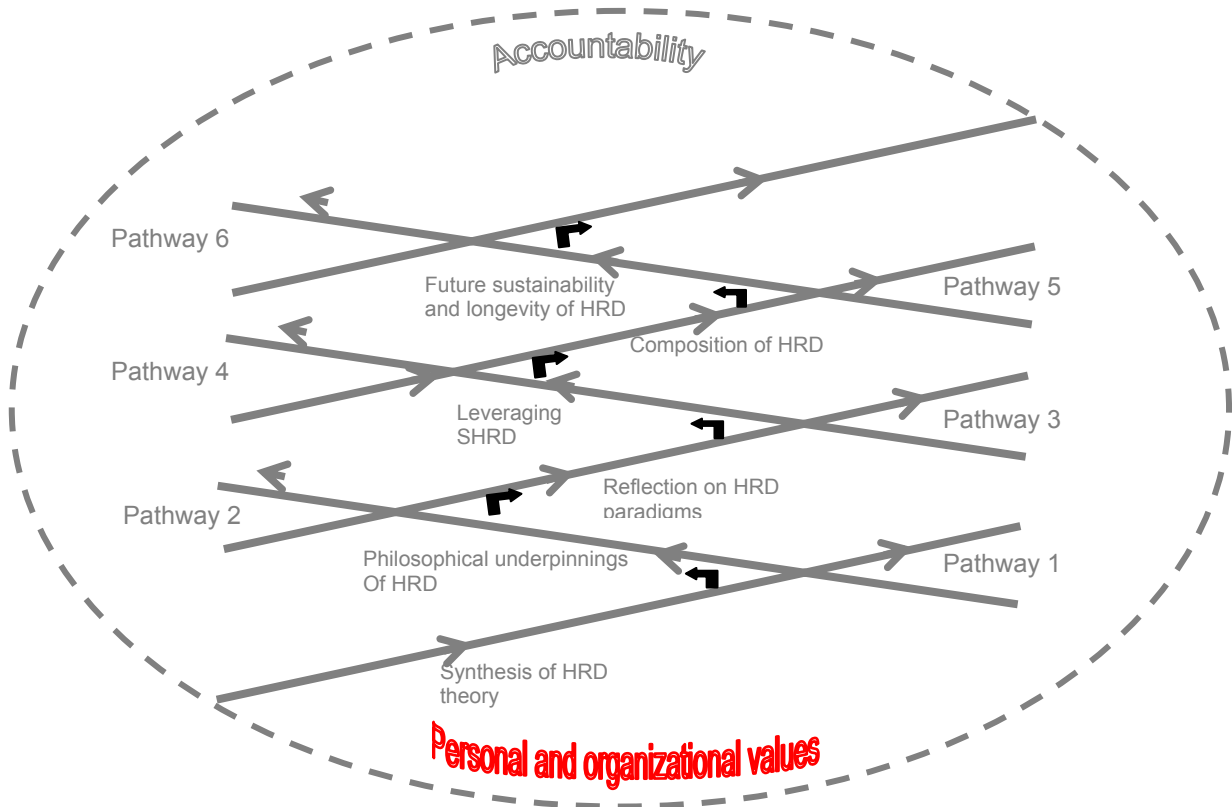 Accountability
Pathway 6
Future sustainability
and longevity of HRD
Pathway 5
Composition of HRD
Pathway 4
Leveraging
SHRD
Pathway 3
Reflection on HRD
paradigms
Pathway 2
Philosophical underpinnings
Of HRD
Pathway 1
Synthesis of HRD
theory
Personal and organizational values